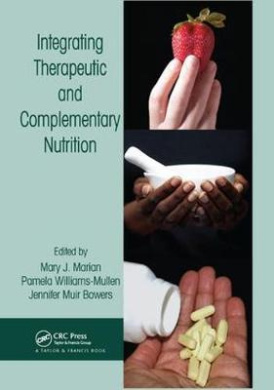 Integrating
Therapeutic
and
Complementary
Nutrition
Edited by
Mary J. Marian
Pamela Williams-Mullen
Jennifer Muir Bowers
CRC Press
Taylor & Francis Group
A TAYLOR & FRANCIS BOOK